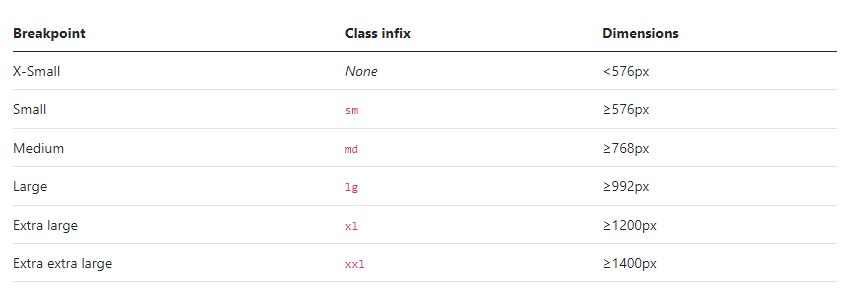 Breakpoint Class infix Dimensions
X-Small None <576px
Small sm ≥576px
Medium md ≥768px
Large lg ≥992px
Extra large xl ≥1200px
Extra extra large xxl ≥1400px